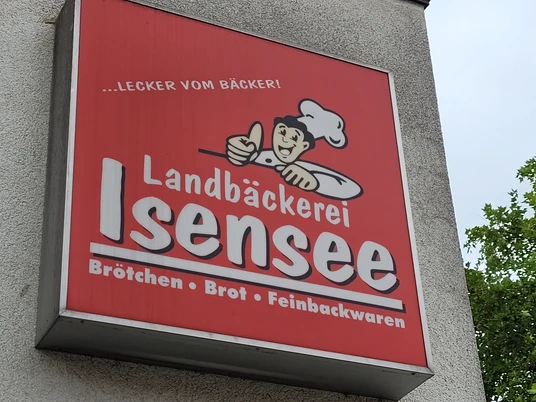 ...LECKER VOM BÄCKER!
Landbäckerei
Isensee
Brötchen • Brot • Feinbackwaren